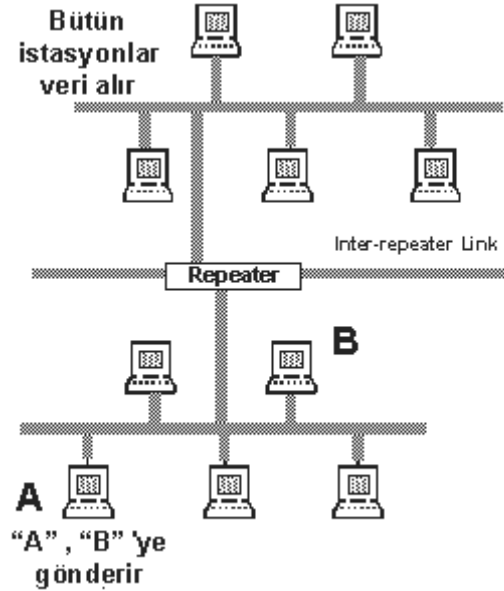 Bütün
istasyonlar
veri alır
Inter-repeater Link
Repeater
B
A
“A” , “B” 'ye
gönderir